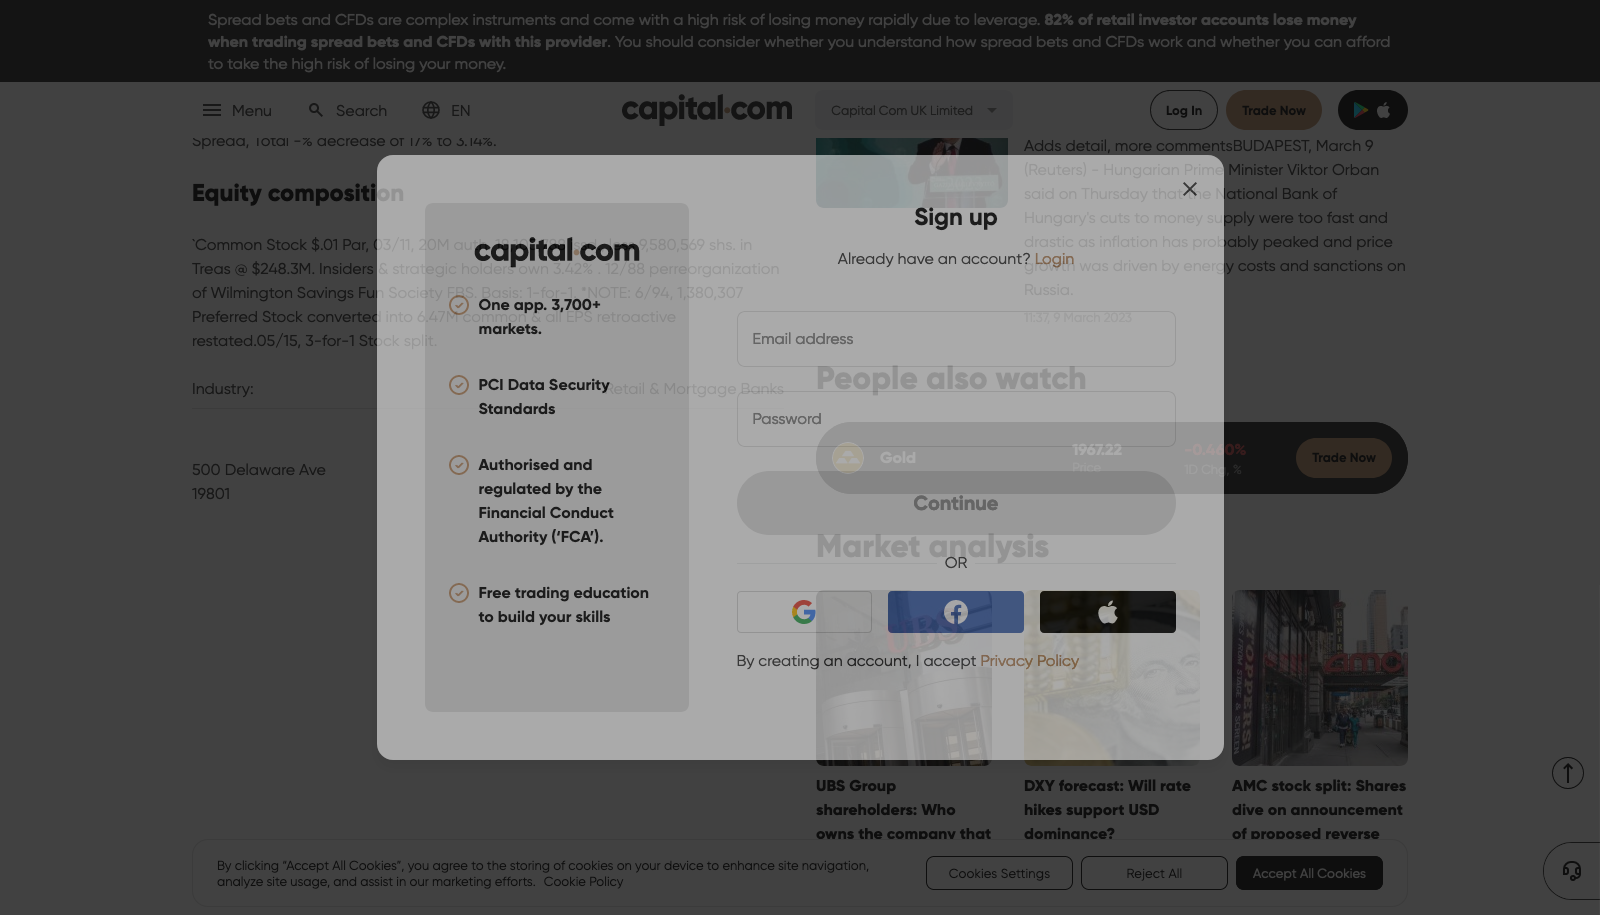 Spread bets and CFDs are complex instruments and come with a high risk of losing money rapidly due to leverage. 82% of retail investor accounts lose money
when trading spread bets and CFDs with this provider. You should consider whether you understand how spread bets and CFDs work and whether you can afford
to take the high risk of losing your money.
Menu
Search
EN
capital.com
Capital Com UK Limited
Log In
Trade Now
Spread, Total -% decrease of 17% to 3.14%.
Equity composition
`Common Stock $.01 Par, 03/11, 20M auth., 9,580,569 shs. in
Treas @ $248.3M. Insiders & strategic holders own 3.42% . 12/88 perreorganization
of Wilmington Savings Fun Society FBS. Basis: 1-for-1. *NOTE: 6/94, 1,380,307
Preferred Stock converted into 6.47M common & all EPS retroactive
restated.05/15, 3-for-1 Stock split.
Industry:
Retail & Mortgage Banks
500 Delaware Ave
19801
Adds detail, more commentsBUDAPEST, March 9
(Reuters) - Hungarian Prime Minister Viktor Orban
said on Thursday that the National Bank of
Hungary's cuts to money supply were too fast and
drastic as inflation has probably peaked and price
growth was driven by energy costs and sanctions on
Russia.
11:37, 9 March 2023
People also watch
Gold
1967.22
Price
-0.460%
1D Chg, %
Trade Now
Market analysis
UBS Group
shareholders: Who
owns the company that
DXY forecast: Will rate
hikes support USD
dominance?
AMC stock split: Shares
dive on announcement
of proposed reverse
capital.com
One app. 3,700+
markets.
PCI Data Security
Standards
Authorised and
regulated by the
Financial Conduct
Authority (‘FCA’).
Free trading education
to build your skills
Sign up
Already have an account? Login
Email address
Password
Continue
OR
By creating an account, I accept Privacy Policy
By clicking “Accept All Cookies”, you agree to the storing of cookies on your device to enhance site navigation,
analyze site usage, and assist in our marketing efforts. Cookie Policy
Cookies Settings
Reject All
Accept All Cookies